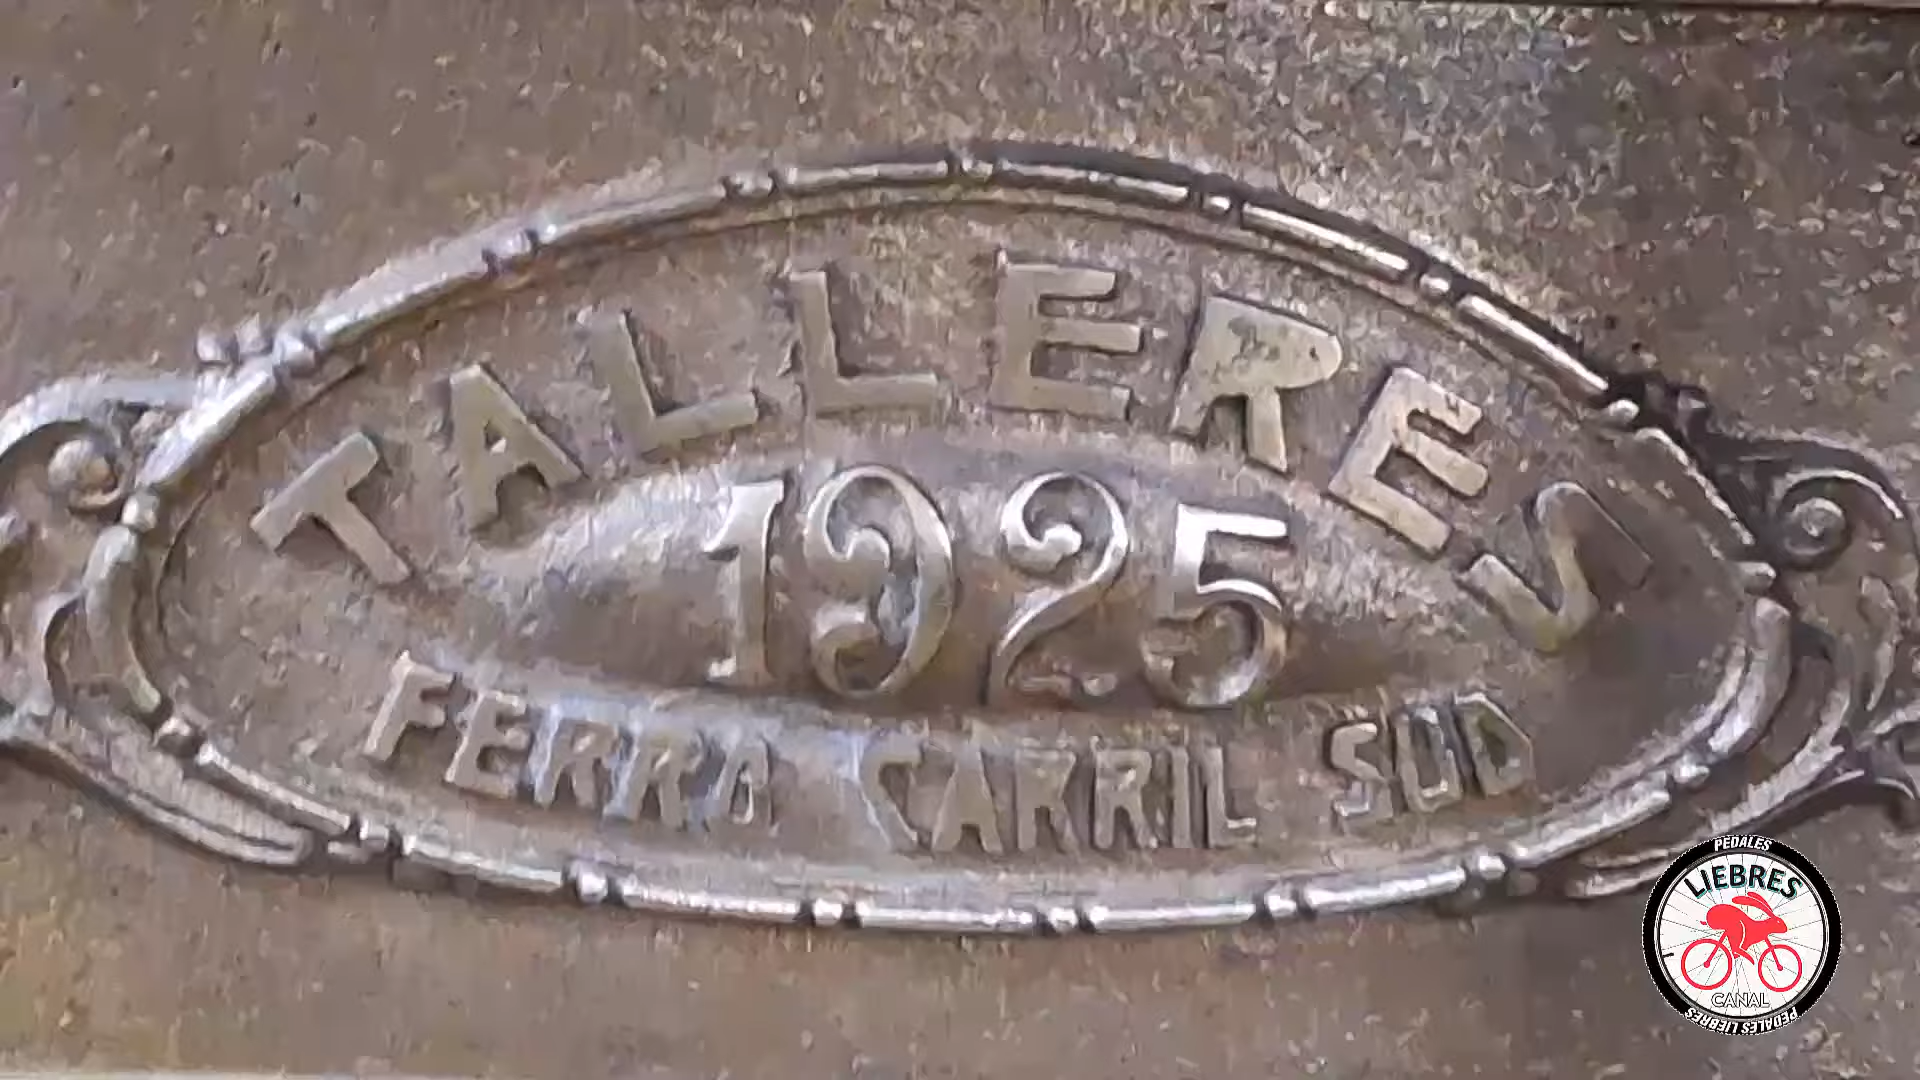 TALLERES
1925
FERRO CARRIL SUD
PEDALES
LIEBRES
CANAL
PEDALES LIEBRES